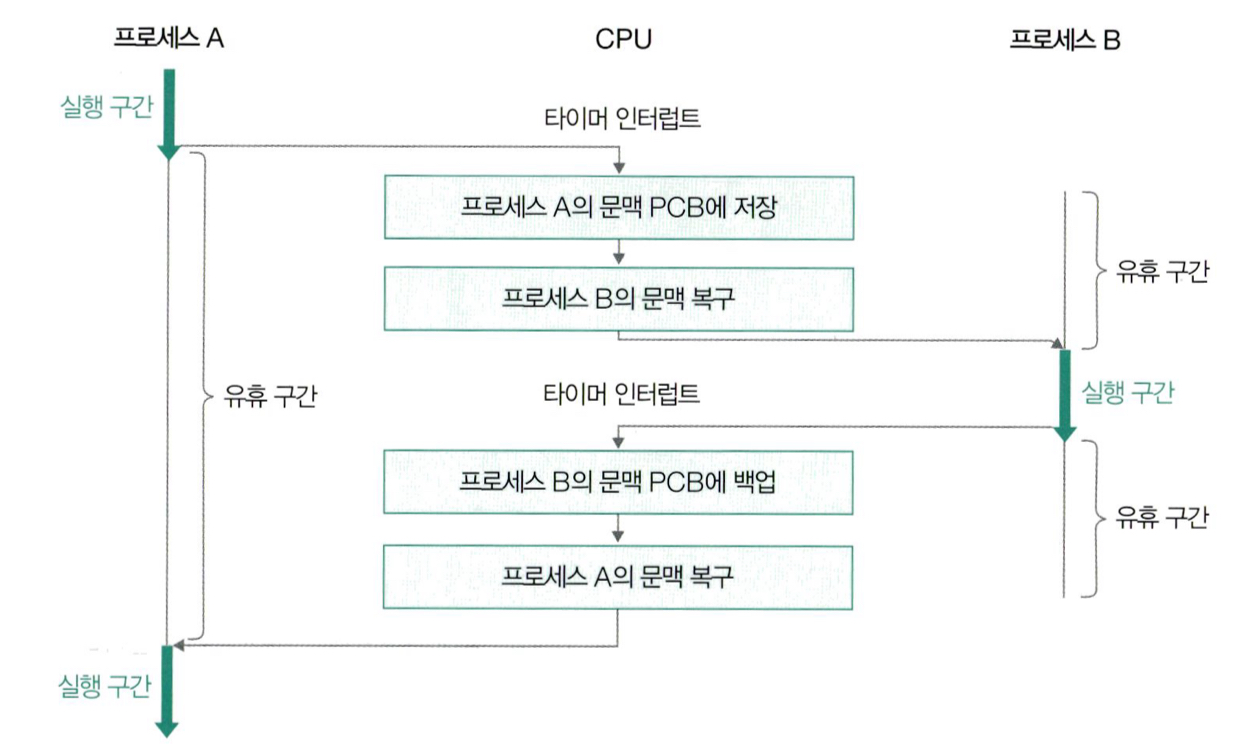 프로세스 A
CPU
프로세스 B
실행 구간
타이머 인터럽트
프로세스 A의 문맥 PCB에 저장
유휴 구간
프로세스 B의 문맥 복구
유휴 구간
타이머 인터럽트
실행 구간
프로세스 B의 문맥 PCB에 백업
유휴 구간
프로세스 A의 문맥 복구
실행 구간